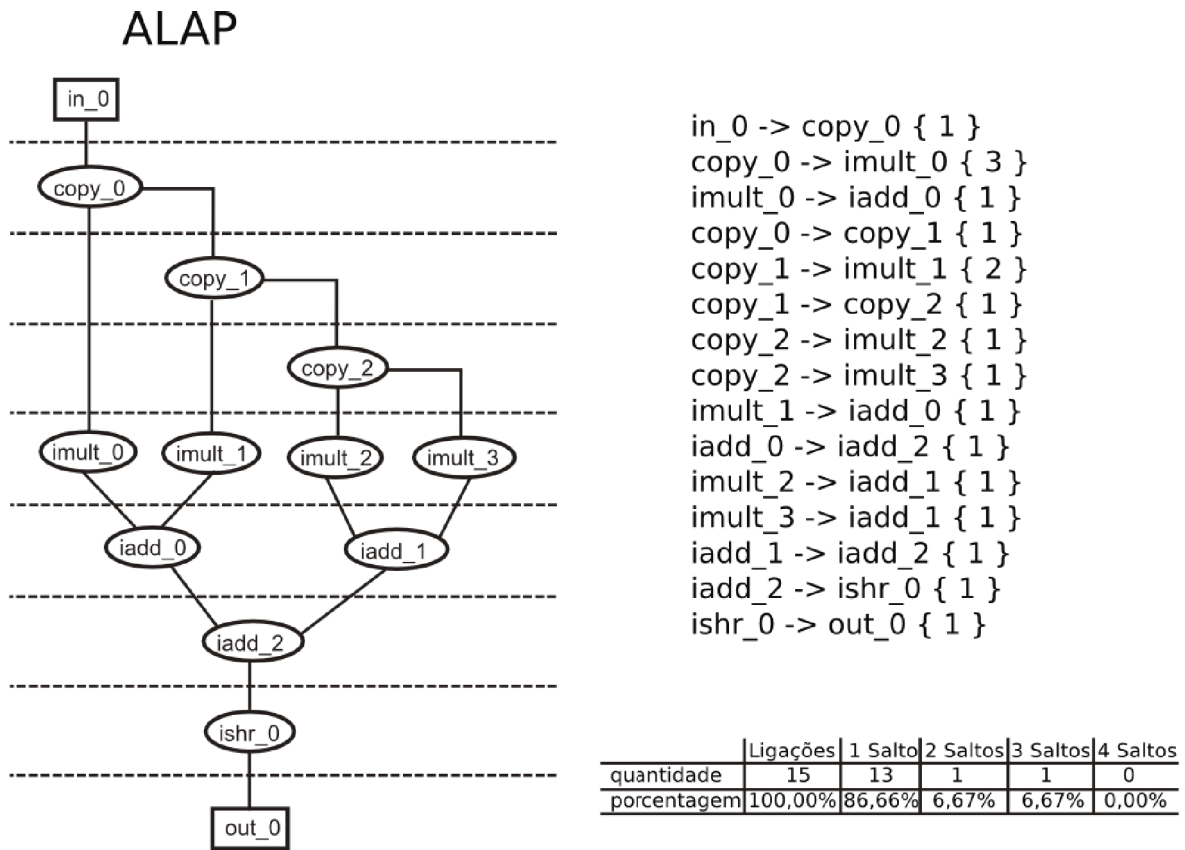 ALAP
in_0
copy_0
copy_1
copy_2
imult_0 imult_1 imult_2 imult_3
iadd_0 iadd_1
iadd_2
ishr_0
out_0
in_0 -> copy_0 { 1 }
copy_0 -> imult_0 { 3 }
imult_0 -> iadd_0 { 1 }
copy_0 -> copy_1 { 1 }
copy_1 -> imult_1 { 2 }
copy_1 -> copy_2 { 1 }
copy_2 -> imult_2 { 1 }
copy_2 -> imult_3 { 1 }
imult_1 -> iadd_0 { 1 }
iadd_0 -> iadd_2 { 1 }
imult_2 -> iadd_1 { 1 }
imult_3 -> iadd_1 { 1 }
iadd_1 -> iadd_2 { 1 }
iadd_2 -> ishr_0 { 1 }
ishr_0 -> out_0 { 1 }
Ligações 1 Salto 2 Saltos 3 Saltos 4 Saltos
quantidade 15 13 1 1 0
porcentagem 100,00% 86,66% 6,67% 6,67% 0,00%